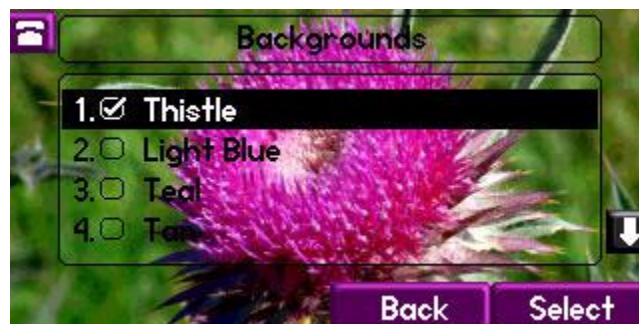 Backgrounds
1. Thistle
2. Light Blue
3. Teal
4. Tan
Back Select